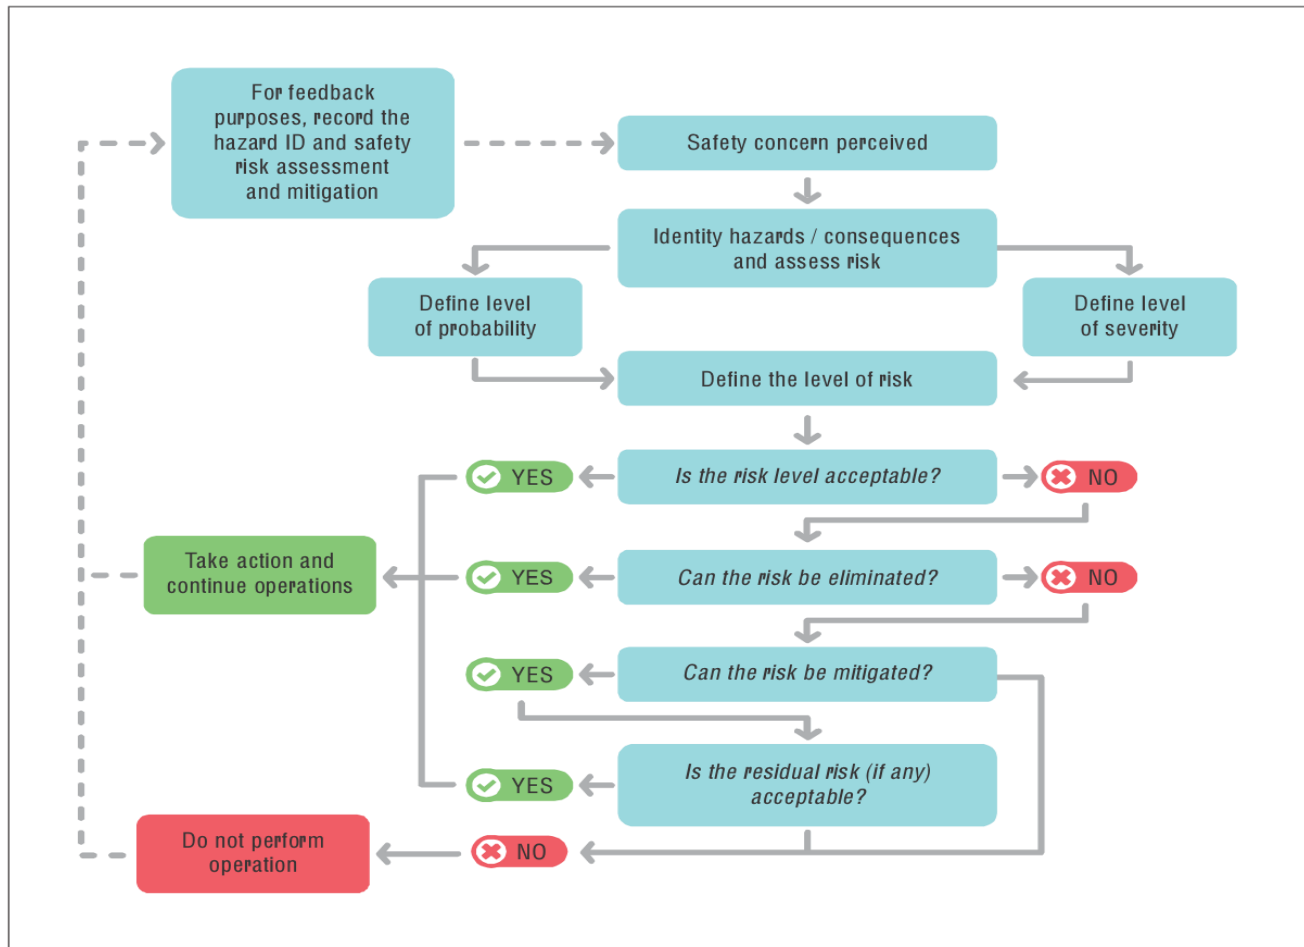 For feedback
purposes, record the
hazard ID and safety
risk assessment
and mitigation
Safety concern perceived
Identity hazards / consequences
and assess risk
Define level
of probability
Define level
of severity
Define the level of risk
YES
Is the risk level acceptable?
NO
Take action and
continue operations
YES
Can the risk be eliminated?
NO
YES
Can the risk be mitigated?
YES
Is the residual risk (if any)
acceptable?
Do not perform
operation
NO